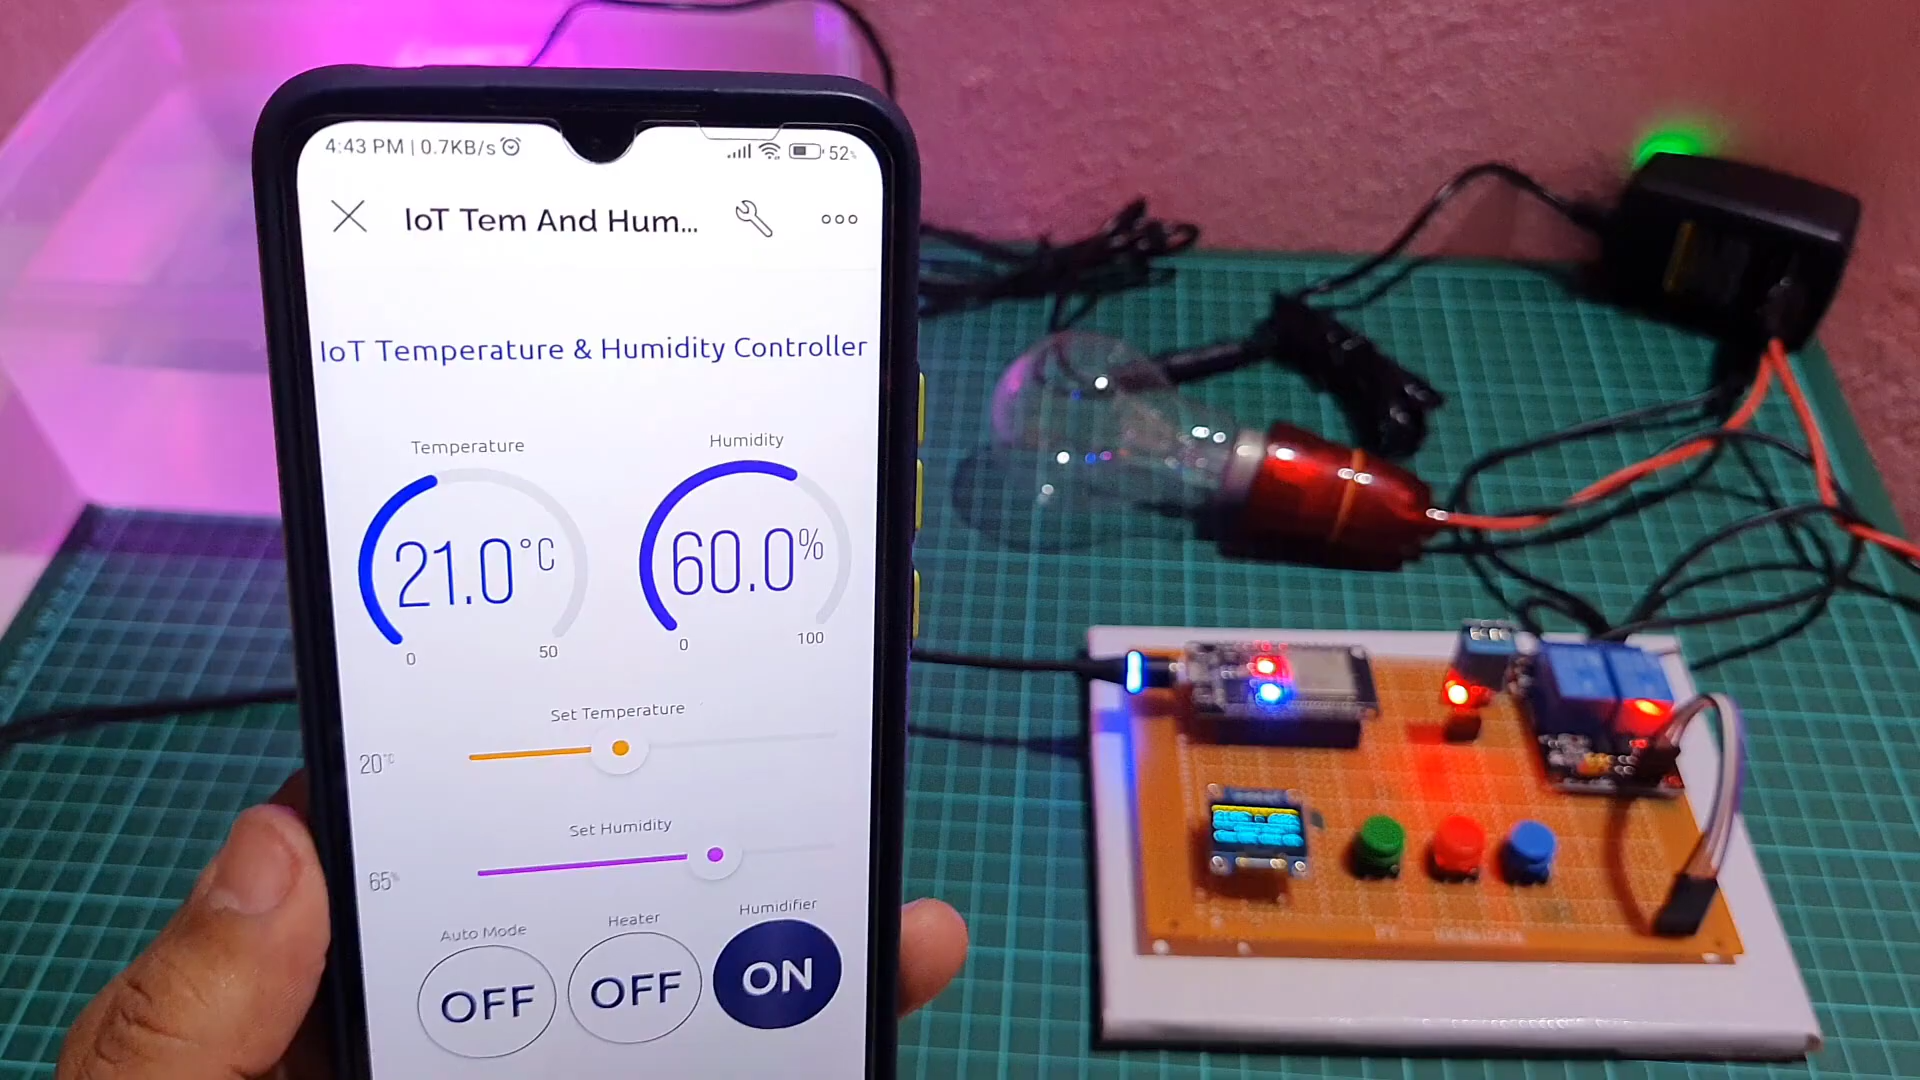 4:43 PM | 0.7KB/s 52%
IoT Tem And Hum...
IoT Temperature & Humidity Controller
Temperature Humidity
21.0°C 60.0%
0 50 0 100
Set Temperature
20°C
Set Humidity
65%
Auto Mode Heater Humidifier
OFF OFF ON